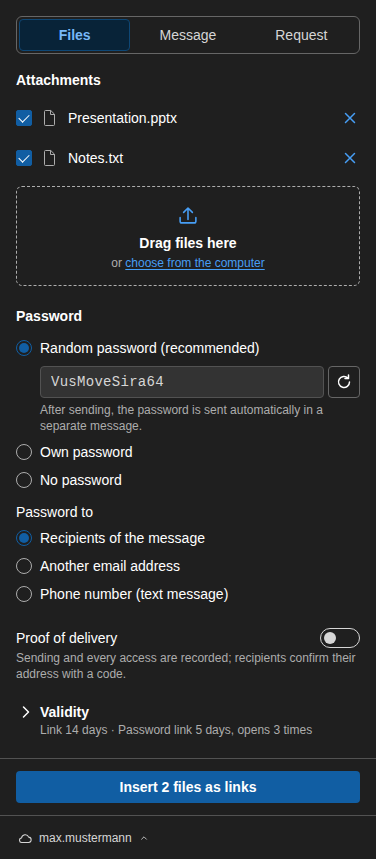 Files
Message
Request
Attachments
Presentation.pptx
Notes.txt
Drag files here
or choose from the computer
Password
Random password (recommended)
VusMoveSira64
After sending, the password is sent automatically in a
separate message.
Own password
No password
Password to
Recipients of the message
Another email address
Phone number (text message)
Proof of delivery
Sending and every access are recorded; recipients confirm their
address with a code.
Validity
Link 14 days · Password link 5 days, opens 3 times
Insert 2 files as links
max.mustermann